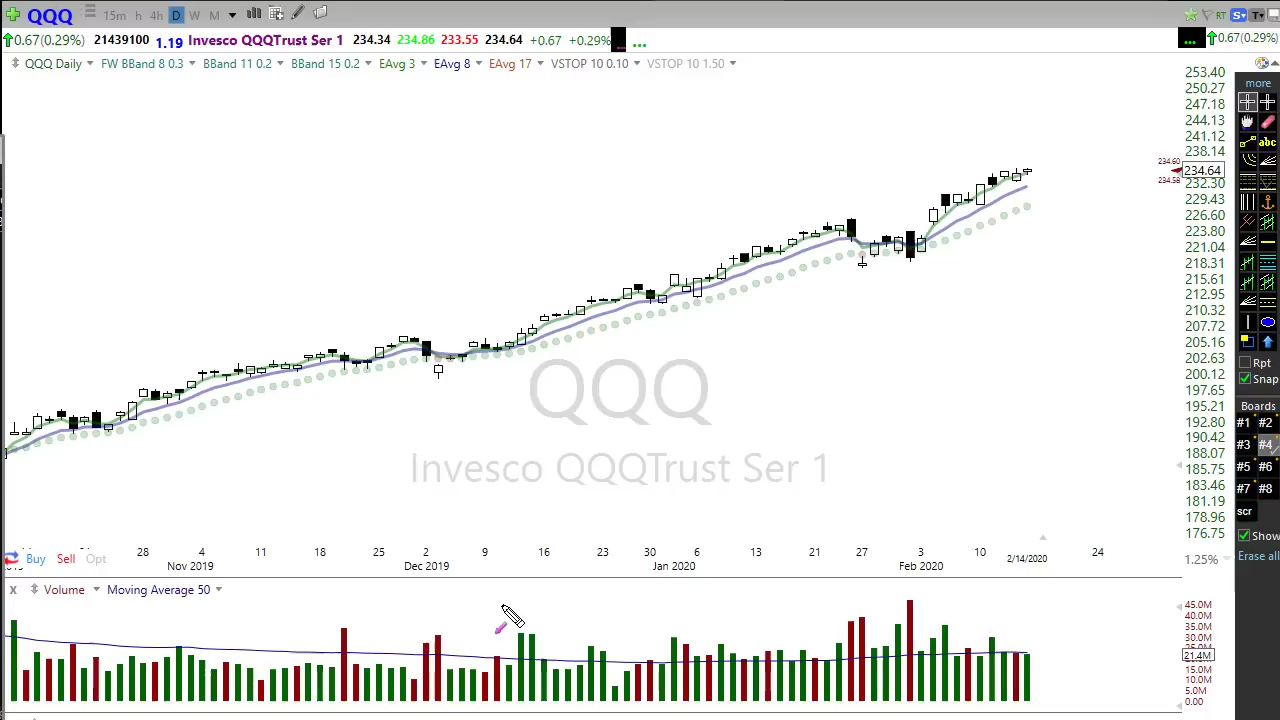 QQQ 15m h 4h D W M RT S T
0.67(0.29%) 21439100 1.19 Invesco QQQTrust Ser 1 234.34 234.86 233.55 234.64 +0.67 +0.29% ... ... 0.67(0.29%)
QQQ Daily FW BBand 8 0.3 BBand 11 0.2 BBand 15 0.2 EAvg 3 EAvg 8 EAvg 17 VSTOP 10 0.10 VSTOP 10 1.50
253.40
250.27
247.18
244.13
241.12
238.14
234.60
234.64
234.58
232.30
229.43
226.60
223.80
221.04
218.31
215.61
212.95
210.32
207.72
205.16
202.63
200.12
197.65
195.21
192.80
190.42
188.07
185.75
183.46
181.19
178.96
176.75
more
abc
Rpt
Snap
Boards
#1 #2
#3 #4
#5 #6
#7 #8
scr
Show
Erase all
QQQ
Invesco QQQTrust Ser 1
28 4 11 18 25 2 9 16 23 30 6 13 21 27 3 10 24
Nov 2019 Dec 2019 Jan 2020 Feb 2020 2/14/2020
Buy Sell Opt 1.25%
X Volume Moving Average 50
45.0M
40.0M
35.0M
30.0M
25.0M
21.4M
15.0M
10.0M
5.0M
0.00